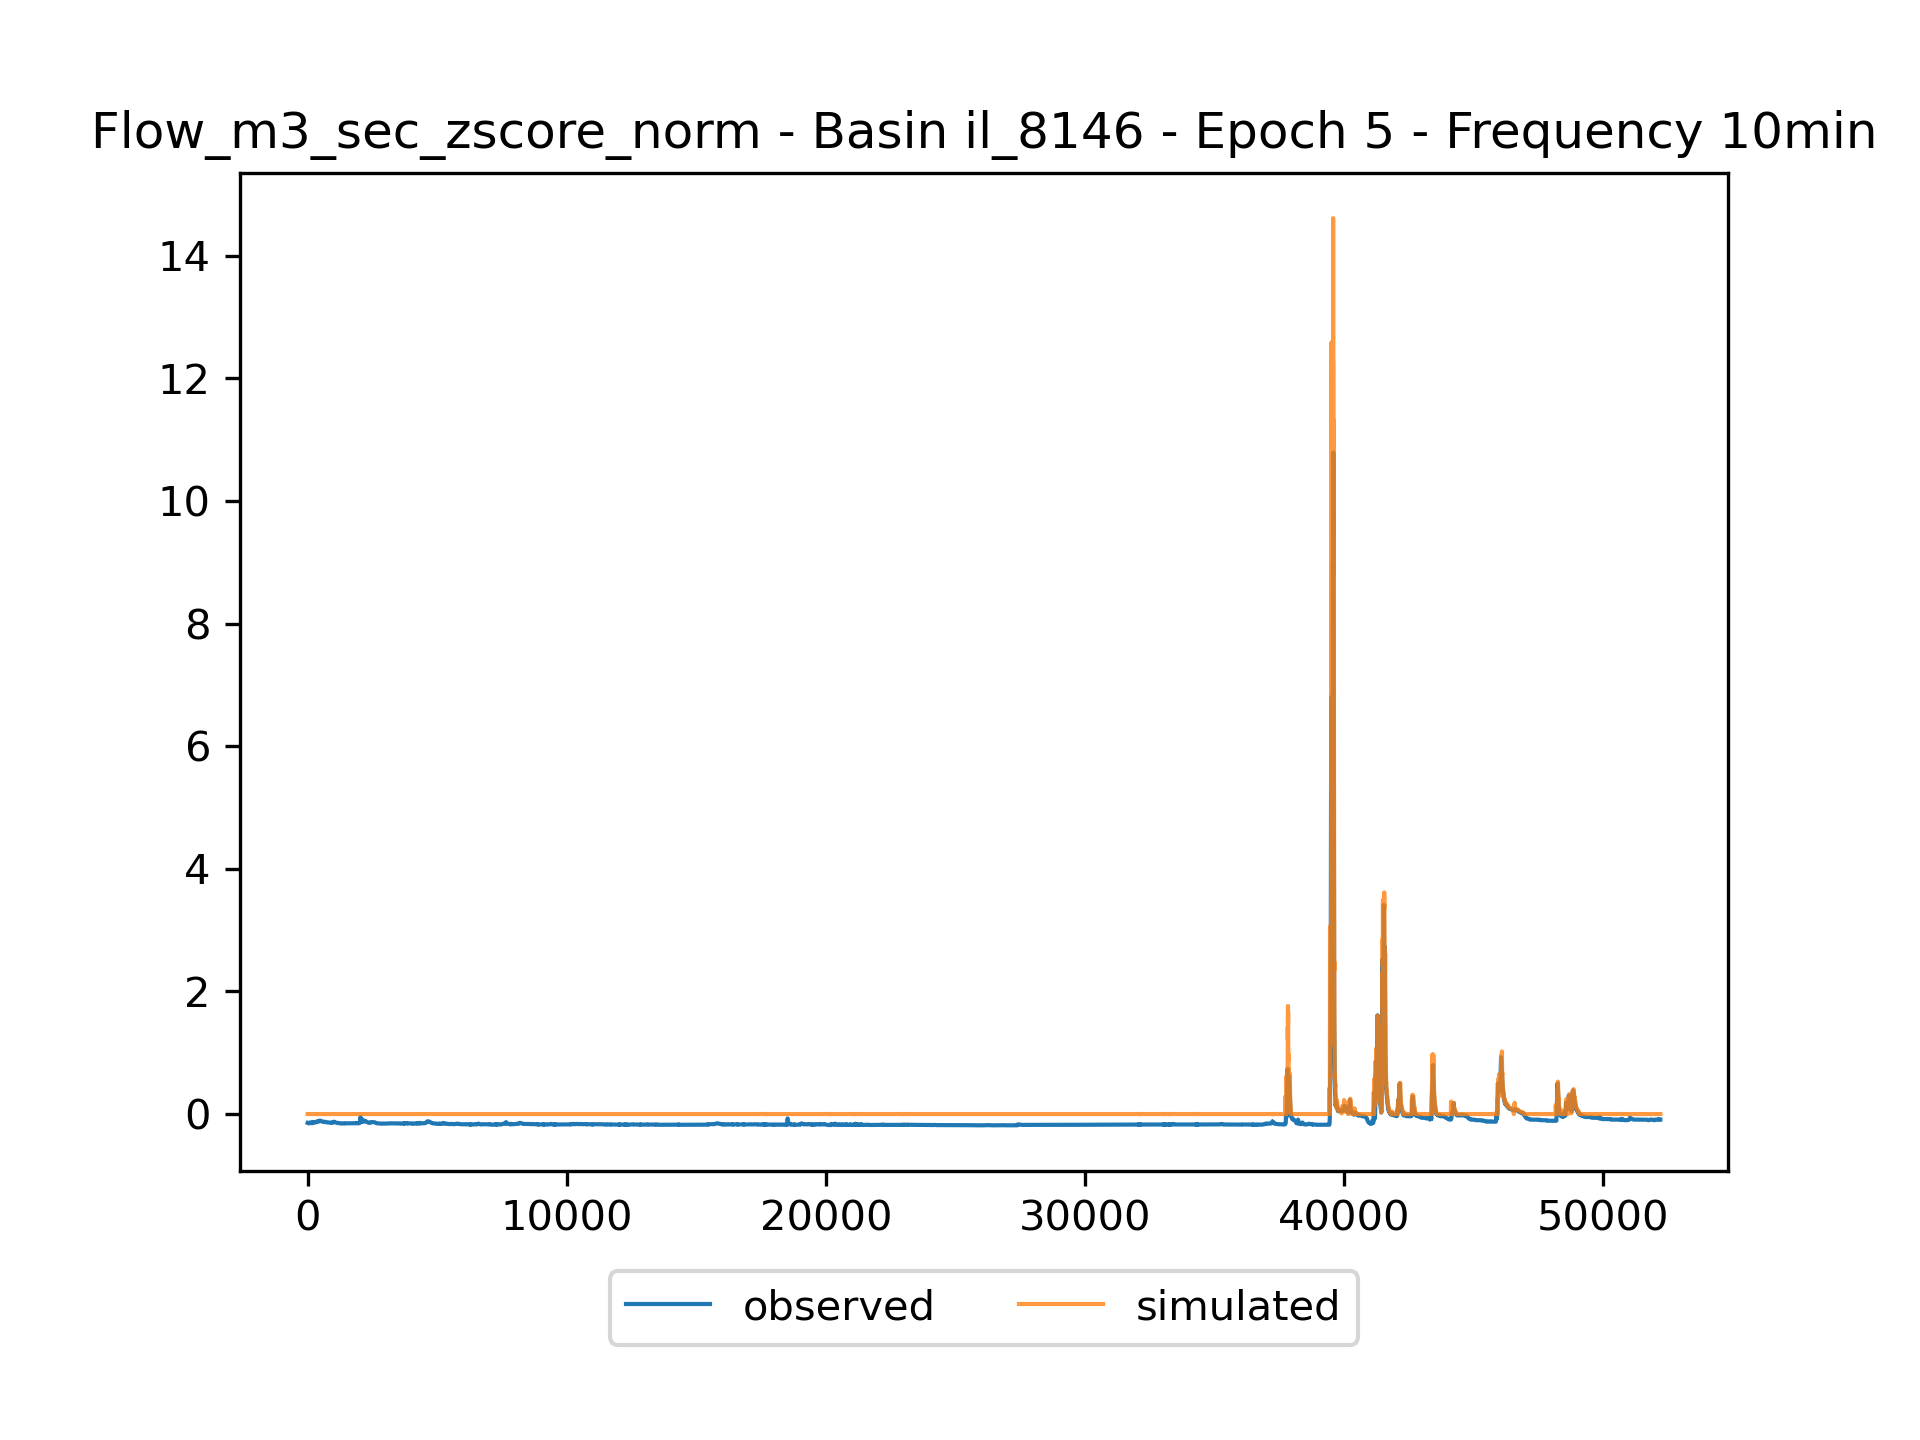 Flow_m3_sec_zscore_norm - Basin il_8146 - Epoch 5 - Frequency 10min
14
12
10
8
6
4
2
0
0 10000 20000 30000 40000 50000
observed simulated